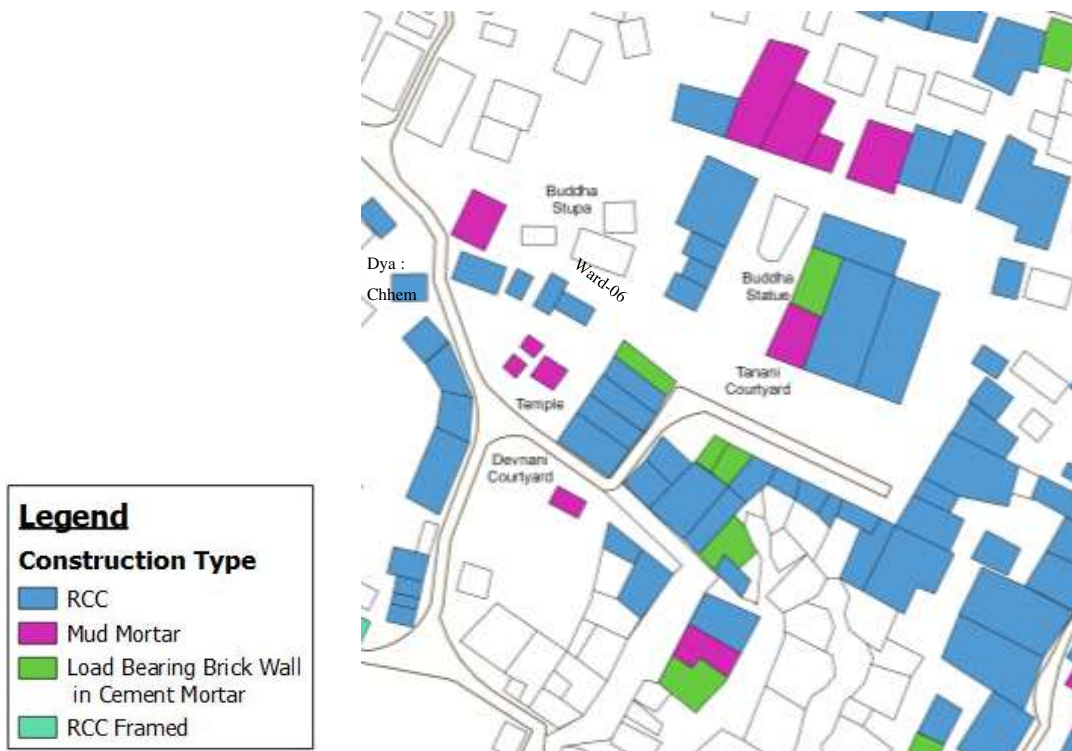 Buddha
Stupa
Dya :
Chhem
Ward-06
Buddha
Statue
Tanani
Courtyard
Temple
Devnani
Courtyard
Legend
Construction Type
RCC
Mud Mortar
Load Bearing Brick Wall
in Cement Mortar
RCC Framed